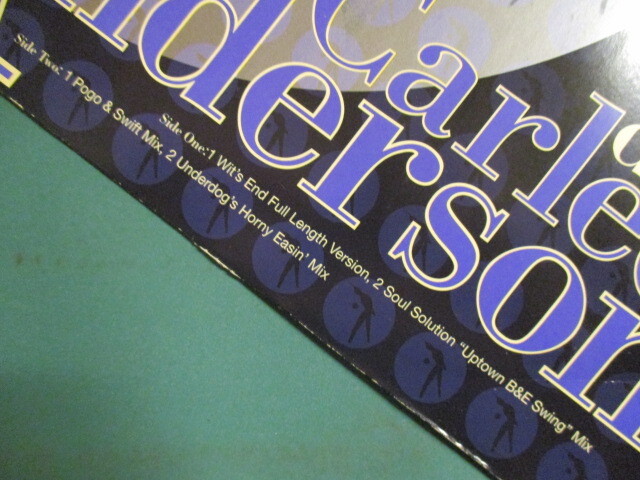 Carlee
nderson
Side One: 1 Wit's End Full Length Version, 2 Soul Solution "Uptown B&E Swing" Mix
Side Two: 1 Pogo & Swift Mix, 2 Underdog's Horny Easin' Mix